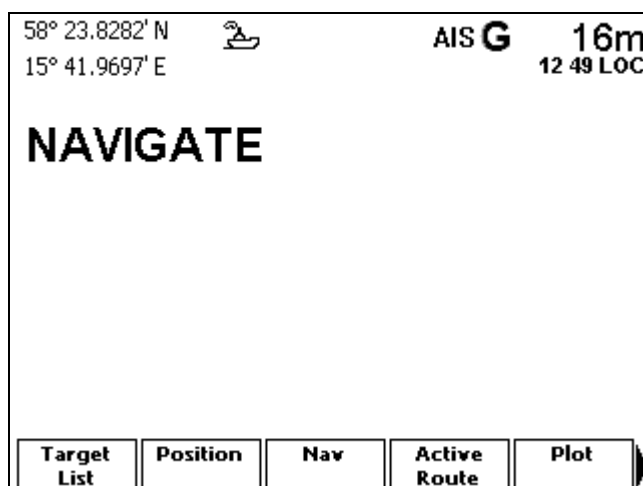 58° 23.8282' N
AIS G
16m
15° 41.9697' E
12 49 LOC
NAVIGATE
Target List
Position
Nav
Active Route
Plot